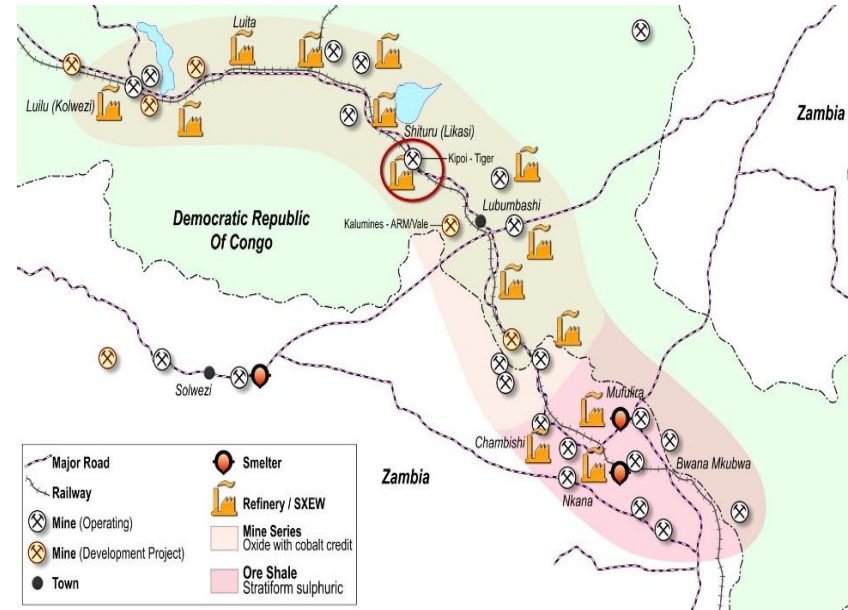 Luita
Zambia
Luilu (Kolwezi)
Shituru (Likasi)
Kipoi - Tiger
Democratic Republic
Of Congo
Lubumbashi
Kalumines - ARM/Vale
Solwezi
Mufulira
Chambishi
Bwana Mkubwa
Zambia
Nkana
Major Road
Railway
Mine (Operating)
Mine (Development Project)
Town
Smelter
Refinery / SXEW
Mine Series
Oxide with cobalt credit
Ore Shale
Stratiform sulphuric